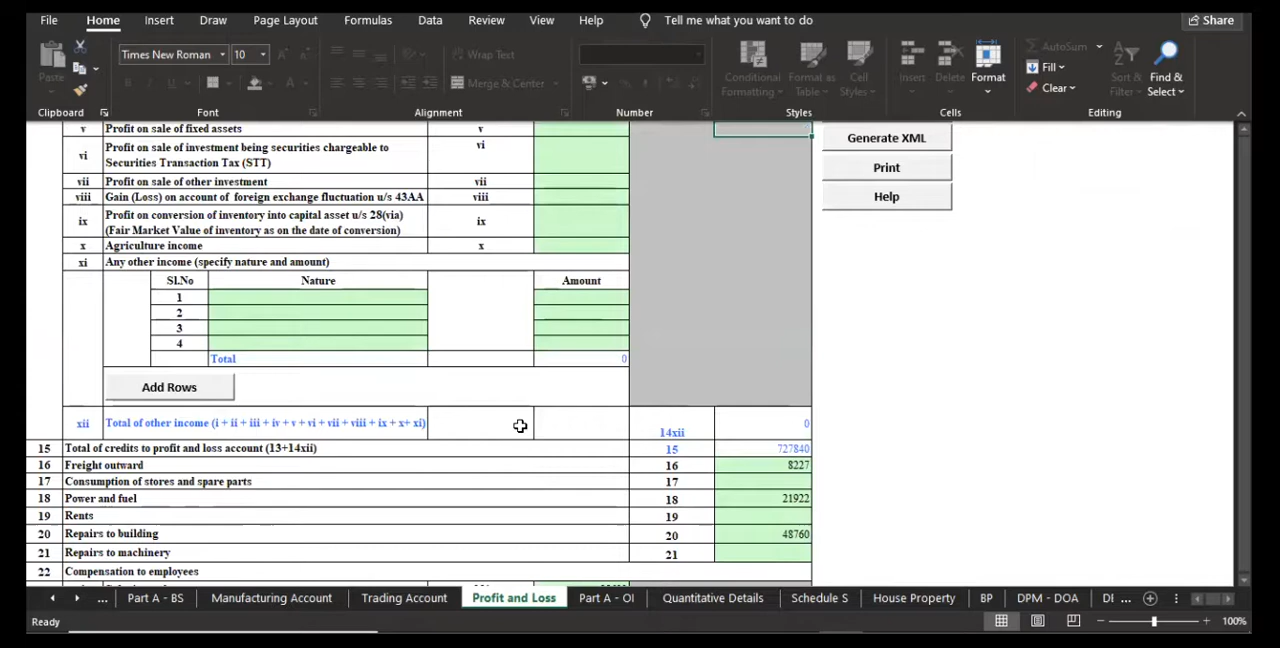 File Home Insert Draw Page Layout Formulas Data Review View Help Tell me what you want to do Share
Times New Roman 10 Wrap Text Conditional Formatting Format as Table Cell Styles Insert Delete Format AutoSum Fill Clear Sort & Filter Find & Select
Paste Merge & Center
Clipboard Font Alignment Number Styles Cells Editing
v Profit on sale of fixed assets v
vi Profit on sale of investment being securities chargeable to vi
Securities Transaction Tax (STT)
vii Profit on sale of other investment vii
viii Gain (Loss) on account of foreign exchange fluctuation u/s 43AA viii
ix Profit on conversion of inventory into capital asset u/s 28(via) ix
(Fair Market Value of inventory as on the date of conversion)
x Agriculture income x
xi Any other income (specify nature and amount)
Sl.No Nature Amount
1
2
3
4
Total 0
Add Rows
xii Total of other income (i + ii + iii + iv + v + vi + vii + viii + ix + x+ xi) 14xii 0
15 Total of credits to profit and loss account (13+14xii) 15 727840
16 Freight outward 16 8227
17 Consumption of stores and spare parts 17
18 Power and fuel 18 21922
19 Rents 19
20 Repairs to building 20 48760
21 Repairs to machinery 21
22 Compensation to employees
Generate XML
Print
Help
... Part A - BS Manufacturing Account Trading Account Profit and Loss Part A - OI Quantitative Details Schedule S House Property BP DPM - DOA DI ...
Ready 100%